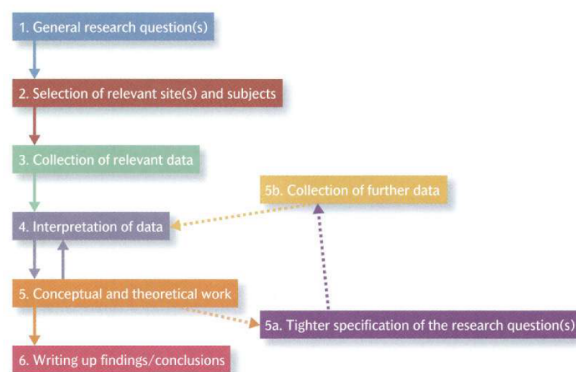 1. General research question(s)
2. Selection of relevant site(s) and subjects
3. Collection of relevant data
5b. Collection of further data
4. Interpretation of data
5. Conceptual and theoretical work
5a. Tighter specification of the research question(s)
6. Writing up findings/conclusions